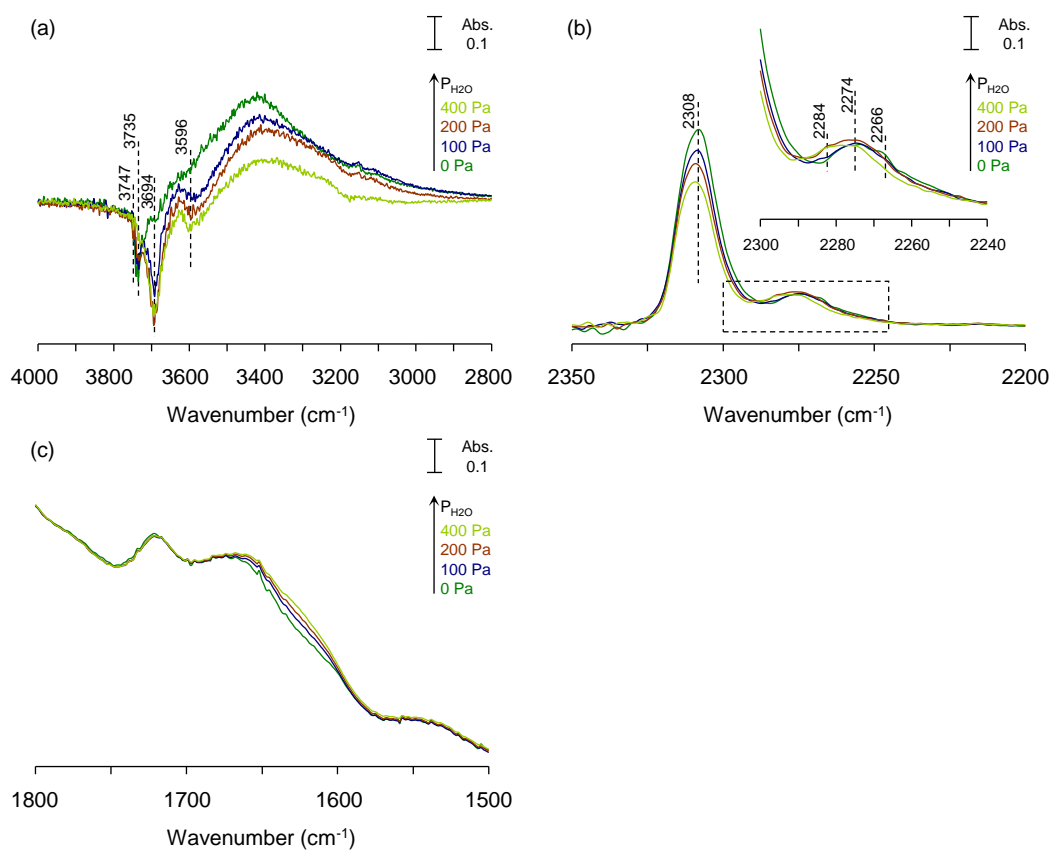 (a)
Abs.
0.1
P_H2O
400 Pa
200 Pa
100 Pa
0 Pa
3747
3735
3694
3596
4000 3800 3600 3400 3200 3000 2800
Wavenumber (cm⁻¹)
(b)
Abs.
0.1
P_H2O
400 Pa
200 Pa
100 Pa
0 Pa
2308
2284
2274
2266
2300 2280 2260 2240
2350 2300 2250 2200
Wavenumber (cm⁻¹)
(c)
Abs.
0.1
P_H2O
400 Pa
200 Pa
100 Pa
0 Pa
1800 1700 1600 1500
Wavenumber (cm⁻¹)